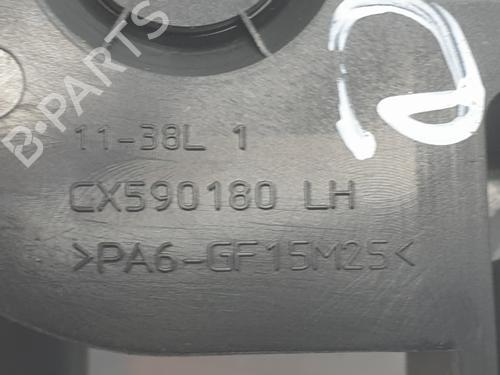 B-PARTS
11-38L 1
CX590180 LH
>PA6-GF15M25<